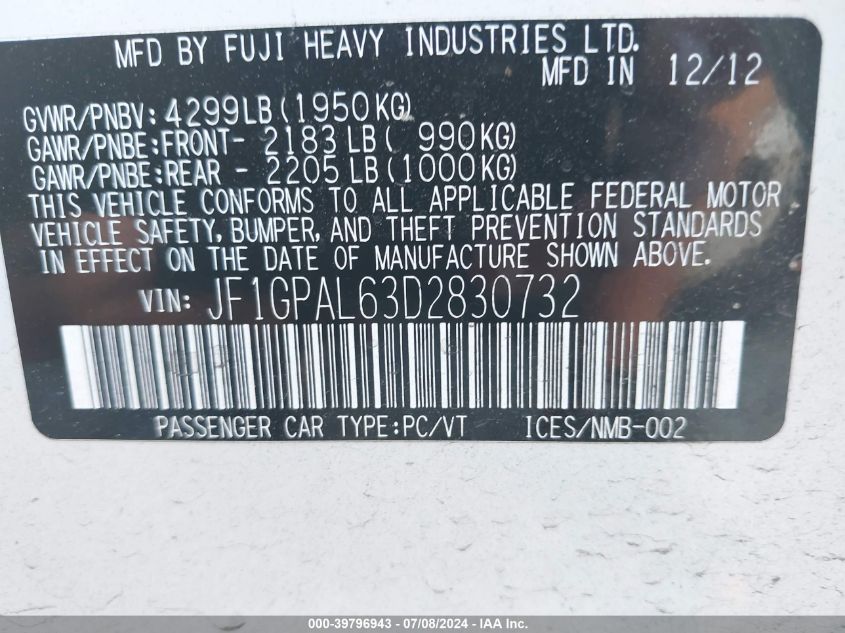 MFD BY FUJI HEAVY INDUSTRIES LTD.
MFD IN 12/12
GVWR/PNBV: 4299LB (1950KG)
GAWR/PNBE:FRONT- 2183 LB ( 990KG)
GAWR/PNBE:REAR - 2205 LB (1000KG)
THIS VEHICLE CONFORMS TO ALL APPLICABLE FEDERAL MOTOR
VEHICLE SAFETY, BUMPER, AND THEFT PREVENTION STANDARDS
IN EFFECT ON THE DATE OF MANUFACTURE SHOWN ABOVE.
VIN: JF1GPAL63D2830732
PASSENGER CAR TYPE:PC/VT ICES/NMB-002
000-39796943 - 07/08/2024 - IAA Inc.